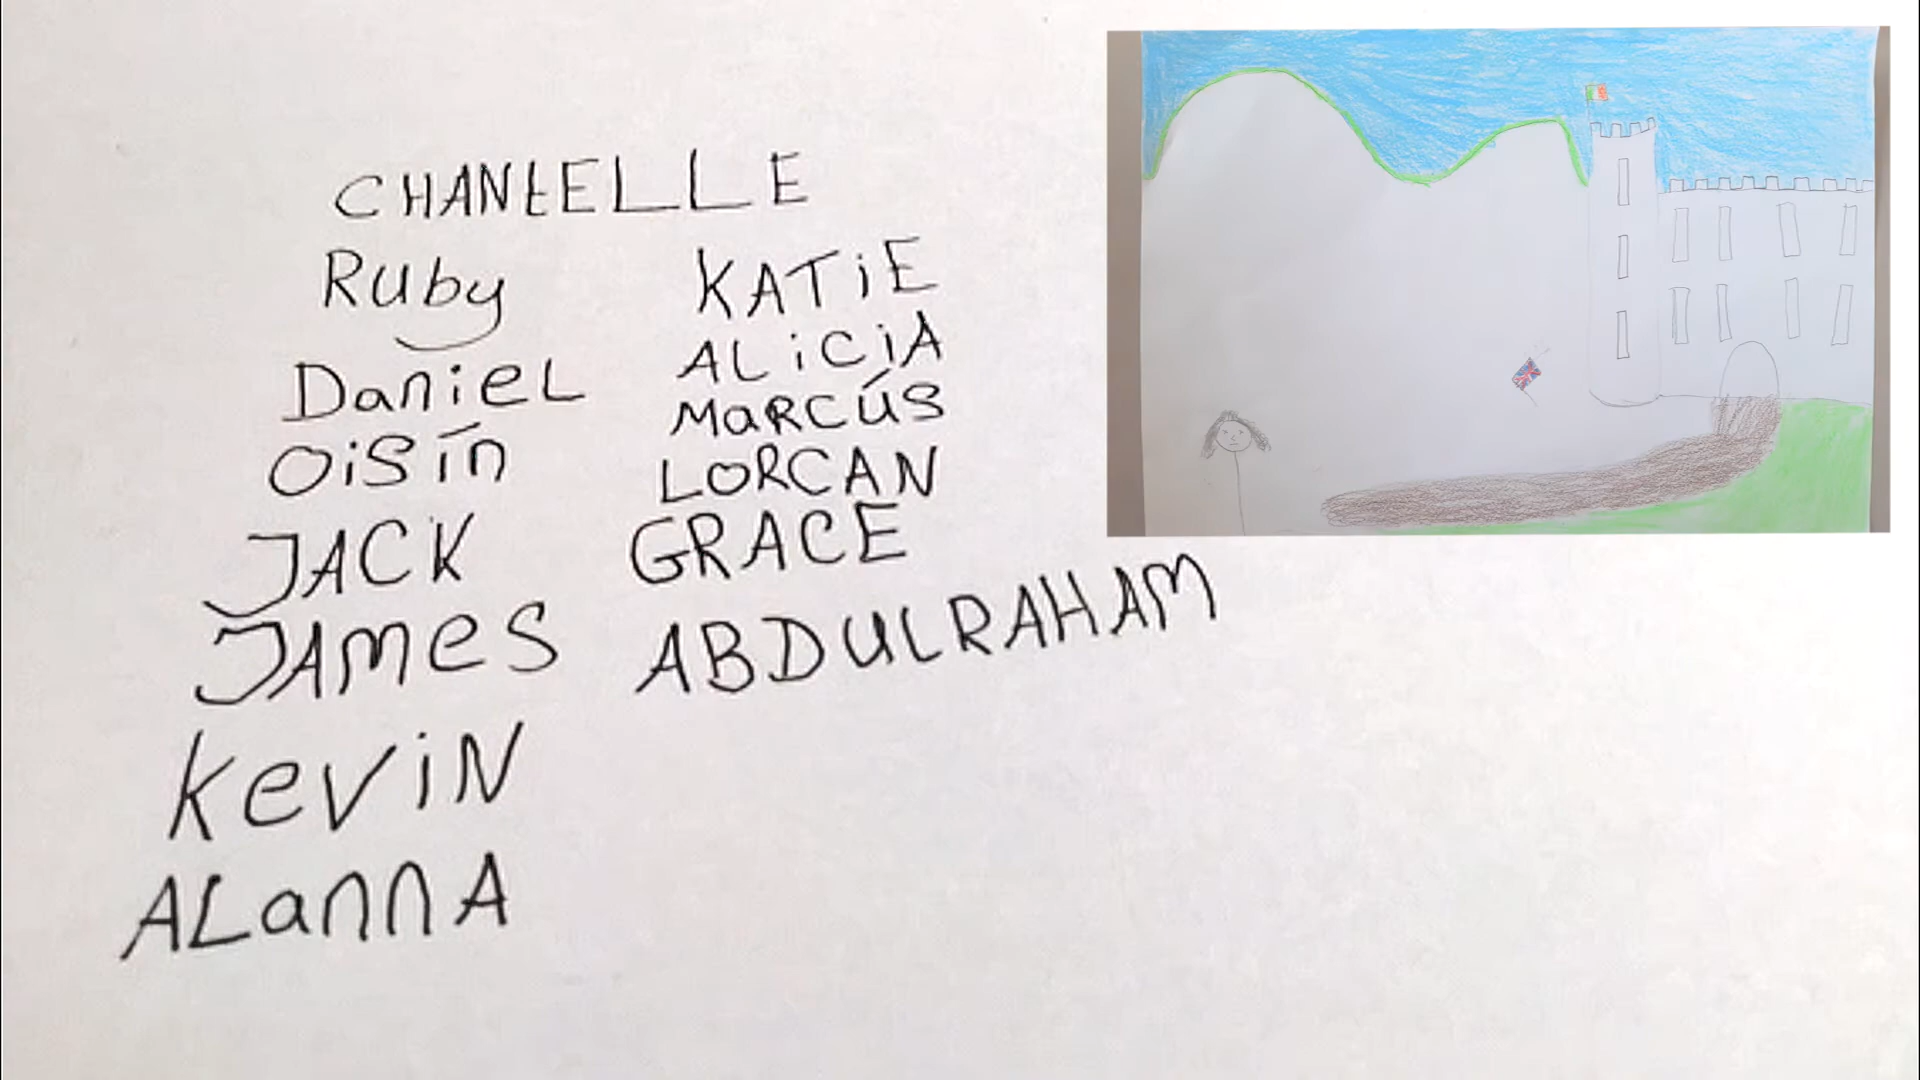 CHANtELLE
Ruby
DanieL
OiSín
JACK
JAmes
KeviN
ALannA
KATiE
ALiCiA
MaRCúS
LORCAN
GRACE
ABDULRAHAM